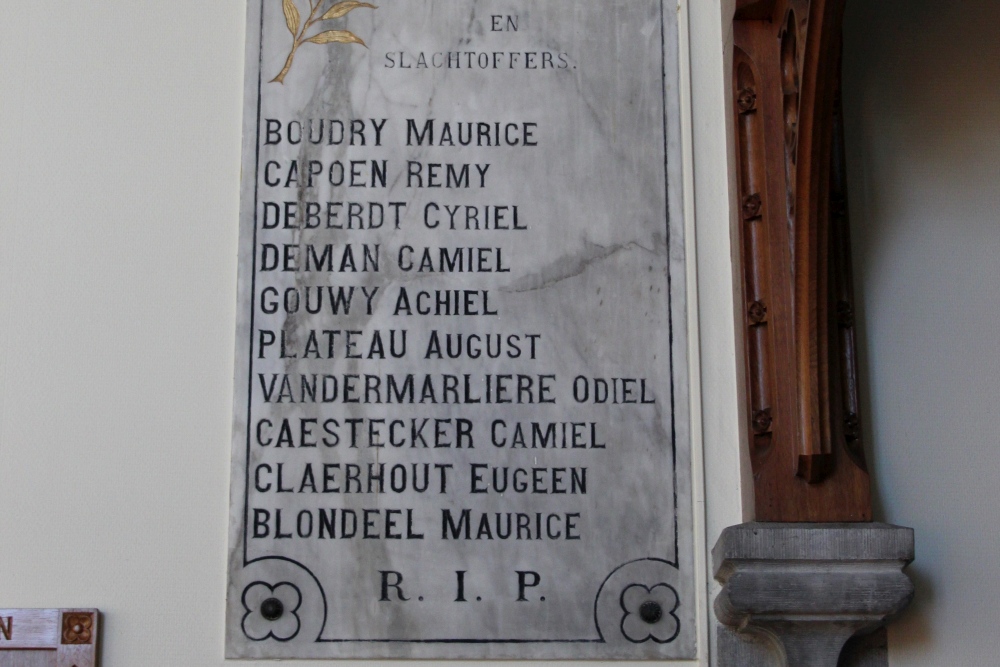 EN
SLACHTOFFERS.
BOUDRY MAURICE
CAPOEN REMY
DEBERDT CYRIEL
DEMAN CAMIEL
GOUWY ACHIEL
PLATEAU AUGUST
VANDERMARLIERE ODIEL
CAESTECKER CAMIEL
CLAERHOUT EUGEEN
BLONDEEL MAURICE
R. I. P.
N